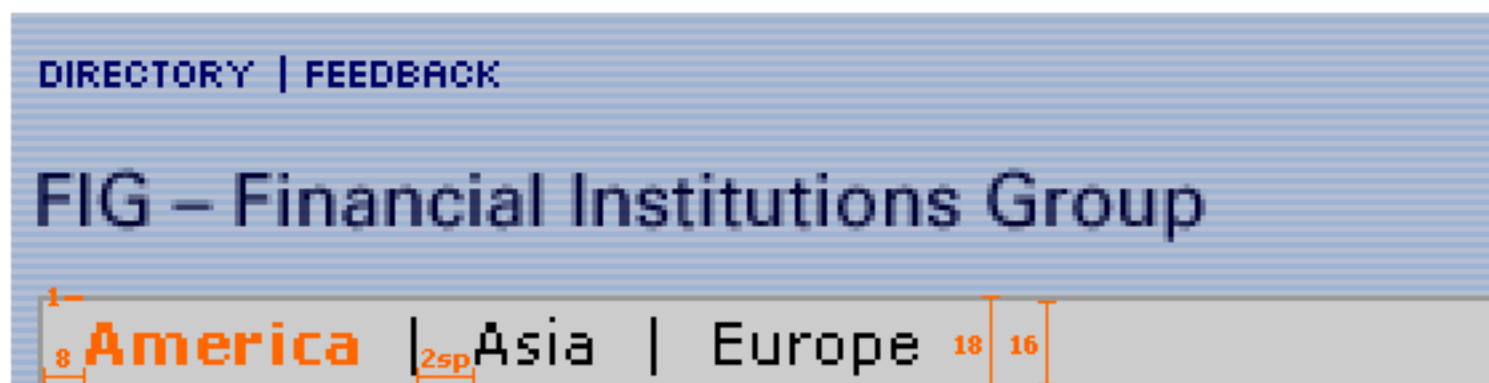 DIRECTORY | FEEDBACK
FIG – Financial Institutions Group
1
8 America | 2sp Asia | Europe 18 16